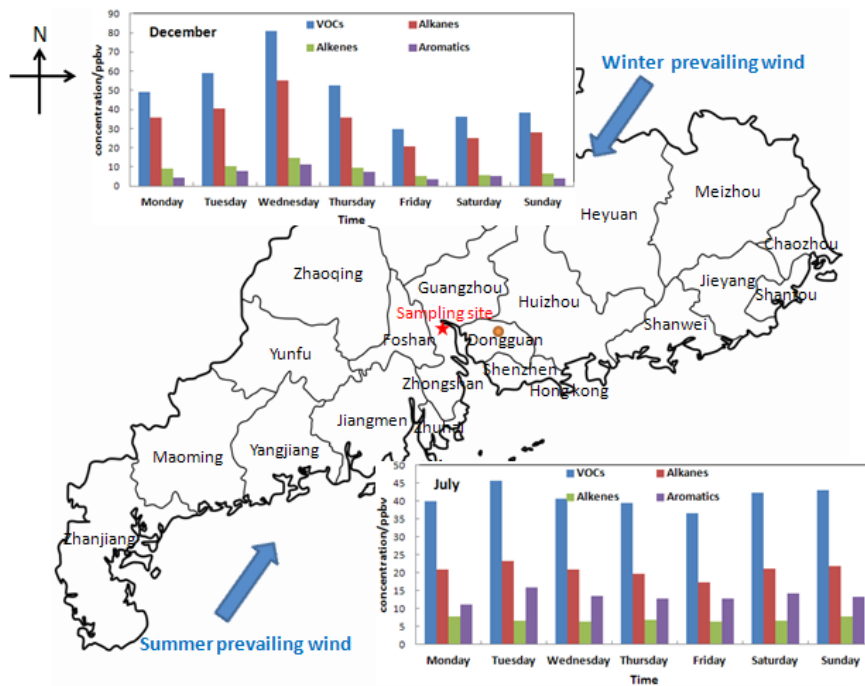 N
December
VOCs
Alkanes
Alkenes
Aromatics
concentration/ppbv
90
80
70
60
50
40
30
20
10
0
Monday Tuesday Wednesday Thursday Friday Saturday Sunday
Time
Winter prevailing wind
Meizhou
Heyuan
Chaozhou
Zhaoqing
Jieyang
Guangzhou
Huizhou
Shantou
Sampling site
Shanwei
Foshan
Dongguan
Yunfu
Shenzhen
Zhongshan
Hong kong
Jiangmen
Zhuhai
Yangjiang
Maoming
Zhanjiang
Summer prevailing wind
July
VOCs
Alkanes
Alkenes
Aromatics
concentration/ppbv
50
45
40
35
30
25
20
15
10
5
0
Monday Tuesday Wednesday Thursday Friday Saturday Sunday
Time